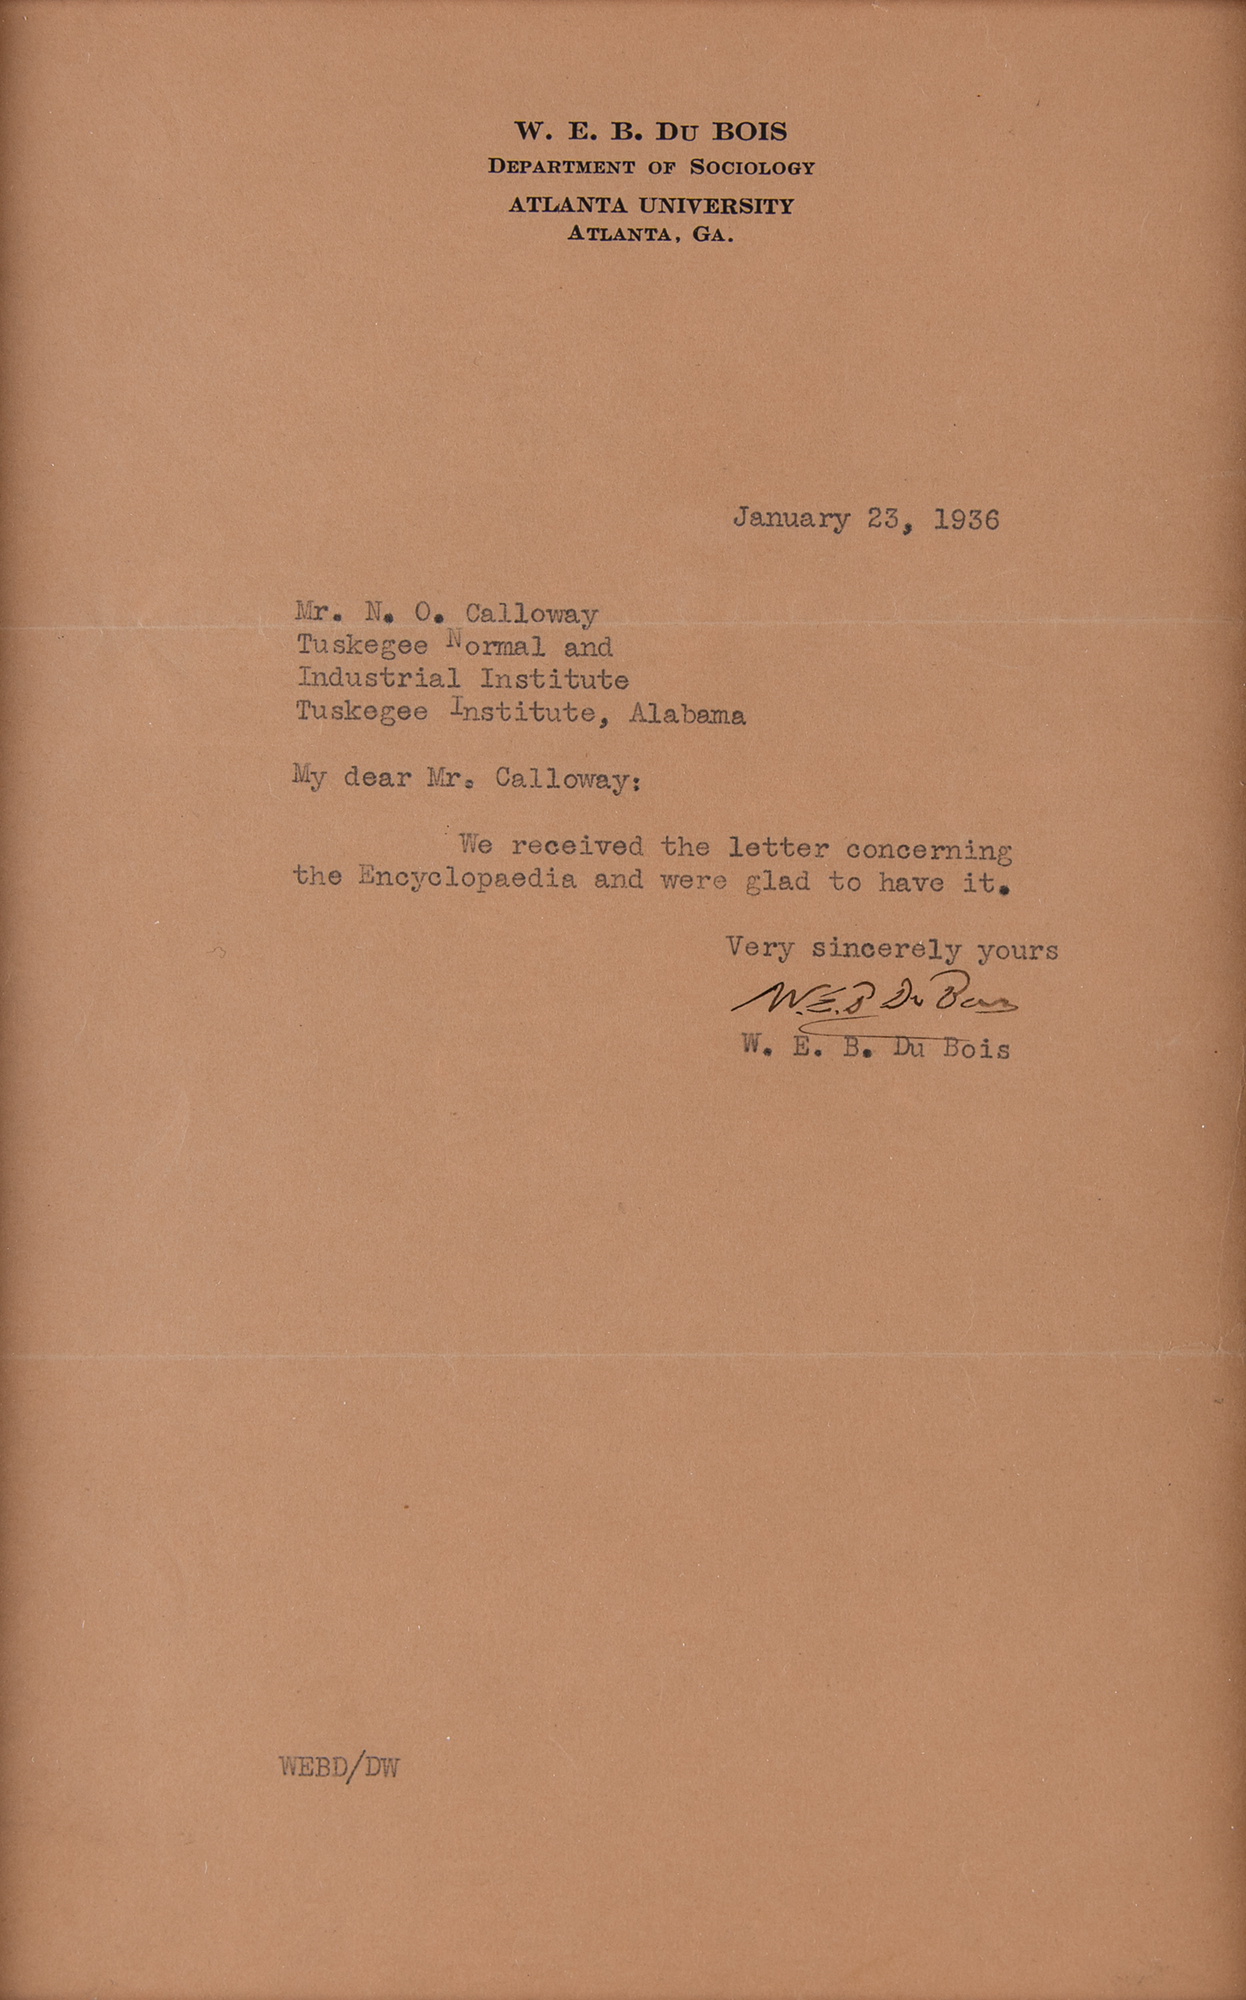 W. E. B. DU BOIS
DEPARTMENT OF SOCIOLOGY
ATLANTA UNIVERSITY
ATLANTA, GA.
January 23, 1936
Mr. N. O. Calloway
Tuskegee Normal and
Industrial Institute
Tuskegee Institute, Alabama
My dear Mr. Calloway:
We received the letter concerning
the Encyclopaedia and were glad to have it.
Very sincerely yours
W.E.B Du Bois
W. E. B. Du Bois
WEBD/DW